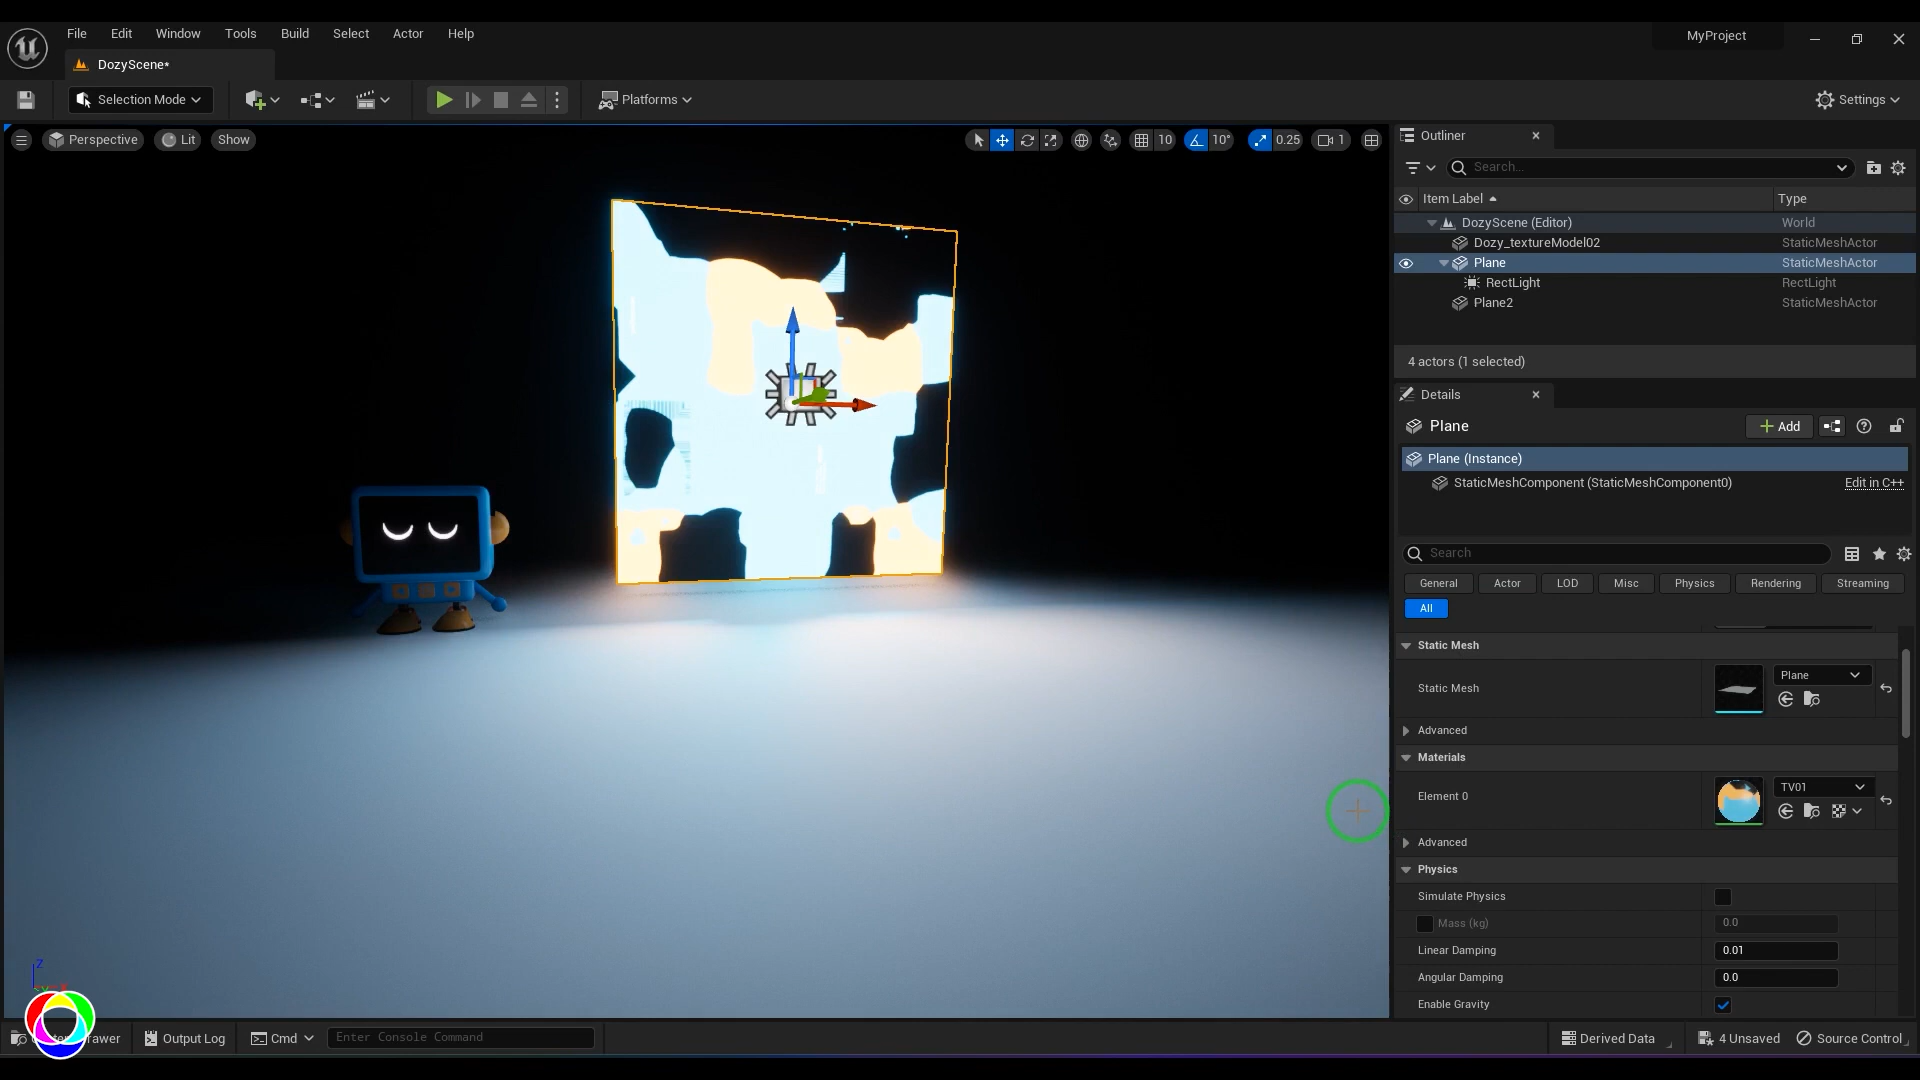 File Edit Window Tools Build Select Actor Help
MyProject
DozyScene*
Selection Mode
Platforms
Settings
Perspective Lit Show
10 10° 0.25 1
Outliner
Search...
Item Label Type
DozyScene (Editor) World
Dozy_textureModel02 StaticMeshActor
Plane StaticMeshActor
RectLight RectLight
Plane2 StaticMeshActor
4 actors (1 selected)
Details
Plane
Add
Plane (Instance)
StaticMeshComponent (StaticMeshComponent0) Edit in C++
Search
General Actor LOD Misc Physics Rendering Streaming
All
Static Mesh
Static Mesh Plane
Advanced
Materials
Element 0 TV01
Advanced
Physics
Simulate Physics
Mass (kg) 0.0
Linear Damping 0.01
Angular Damping 0.0
Enable Gravity
Z
Output Log Cmd Enter Console Command
Derived Data 4 Unsaved Source Control